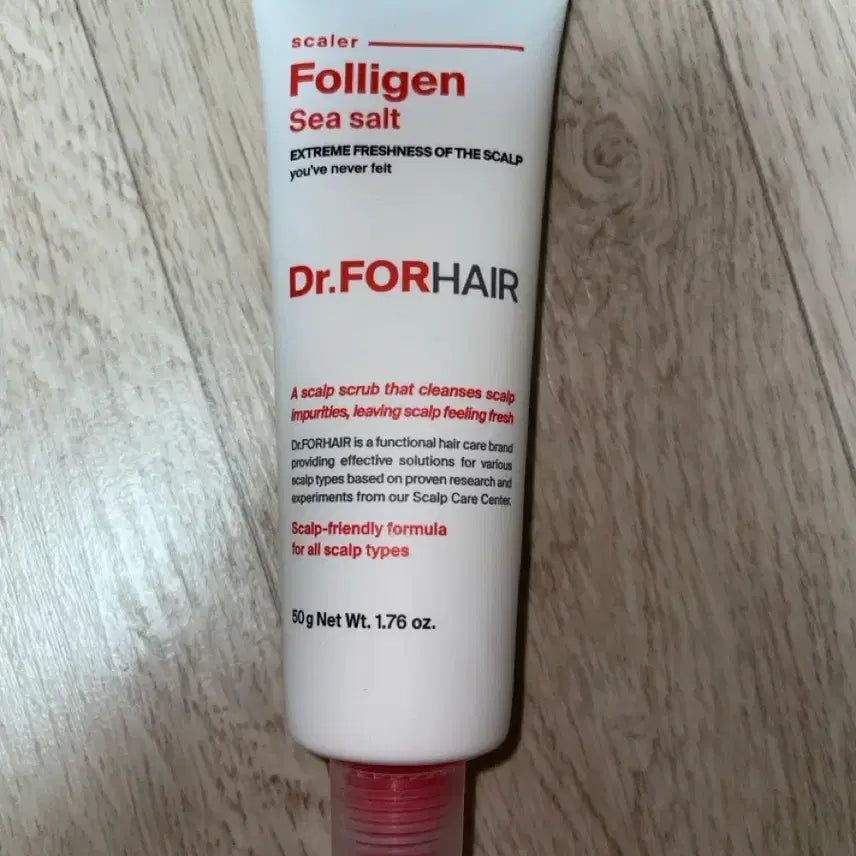 scaler
Folligen
Sea salt
EXTREME FRESHNESS OF THE SCALP
you've never felt
Dr.FORHAIR
A scalp scrub that cleanses scalp
impurities, leaving scalp feeling fresh
Dr.FORHAIR is a functional hair care brand
providing effective solutions for various
scalp types based on proven research and
experiments from our Scalp Care Center.
Scalp-friendly formula
for all scalp types
50g Net Wt. 1.76 oz.